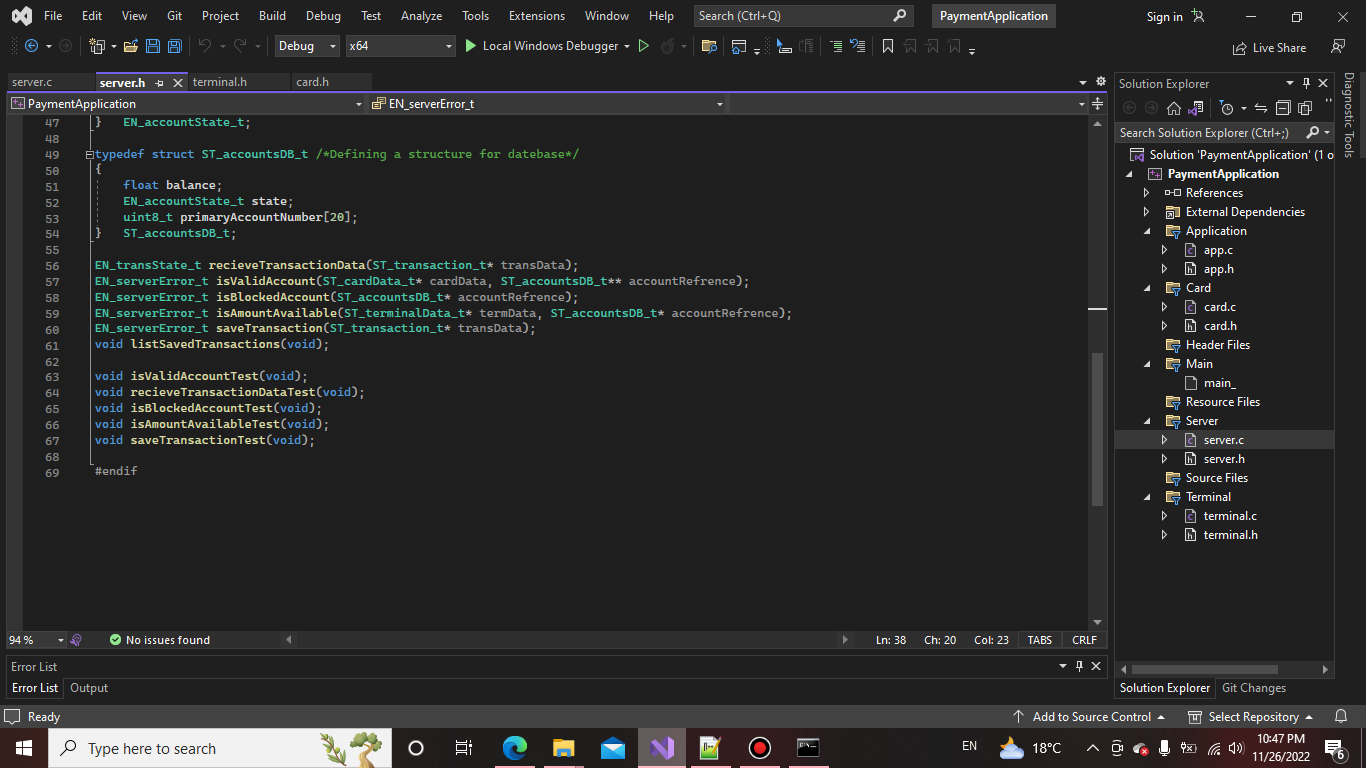 File Edit View Git Project Build Debug Test Analyze Tools Extensions Window Help Search (Ctrl+Q) PaymentApplication Sign in
Debug x64 Local Windows Debugger Live Share
server.c server.h terminal.h card.h
PaymentApplication EN_serverError_t
47 } EN_accountState_t;
48
49 typedef struct ST_accountsDB_t /*Defining a structure for datebase*/
50 {
51 float balance;
52 EN_accountState_t state;
53 uint8_t primaryAccountNumber[20];
54 } ST_accountsDB_t;
55
56 EN_transState_t recieveTransactionData(ST_transaction_t* transData);
57 EN_serverError_t isValidAccount(ST_cardData_t* cardData, ST_accountsDB_t** accountRefrence);
58 EN_serverError_t isBlockedAccount(ST_accountsDB_t* accountRefrence);
59 EN_serverError_t isAmountAvailable(ST_terminalData_t* termData, ST_accountsDB_t* accountRefrence);
60 EN_serverError_t saveTransaction(ST_transaction_t* transData);
61 void listSavedTransactions(void);
62
63 void isValidAccountTest(void);
64 void recieveTransactionDataTest(void);
65 void isBlockedAccountTest(void);
66 void isAmountAvailableTest(void);
67 void saveTransactionTest(void);
68
69 #endif
94 % No issues found Ln: 38 Ch: 20 Col: 23 TABS CRLF
Error List
Error List Output
Solution Explorer
Search Solution Explorer (Ctrl+;)
Solution 'PaymentApplication' (1 o
PaymentApplication
References
External Dependencies
Application
app.c
app.h
Card
card.c
card.h
Header Files
Main
main_
Resource Files
Server
server.c
server.h
Source Files
Terminal
terminal.c
terminal.h
Solution Explorer Git Changes
Diagnostic Tools
Ready Add to Source Control Select Repository
Type here to search EN 18°C 10:47 PM
11/26/2022 6